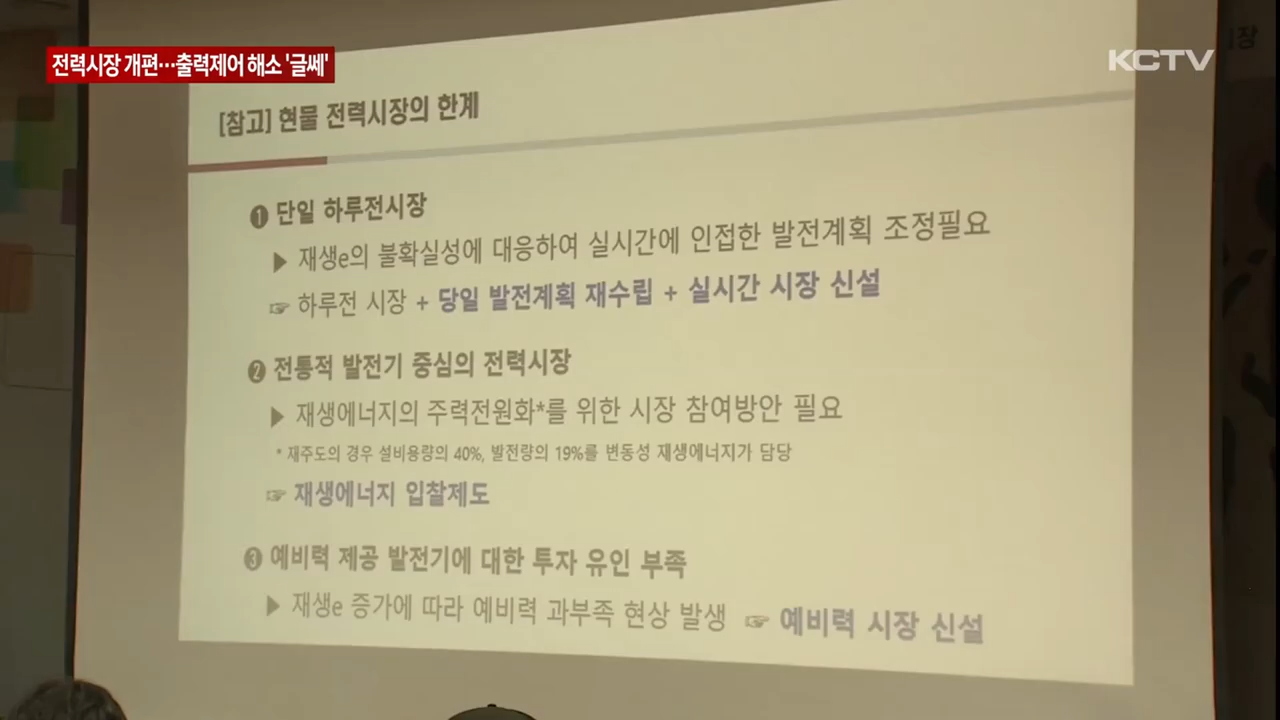 전력시장 개편…출력제어 해소 '글쎄'
KCTV
[참고] 현물 전력시장의 한계
❶ 단일 하루전시장
▶ 재생e의 불확실성에 대응하여 실시간에 인접한 발전계획 조정필요
☞ 하루전 시장 + 당일 발전계획 재수립 + 실시간 시장 신설
❷ 전통적 발전기 중심의 전력시장
▶ 재생에너지의 주력전원화*를 위한 시장 참여방안 필요
* 재주도의 경우 설비용량의 40%, 발전량의 19%를 변동성 재생에너지가 담당
☞ 재생에너지 입찰제도
❸ 예비력 제공 발전기에 대한 투자 유인 부족
▶ 재생e 증가에 따라 예비력 과부족 현상 발생 ☞ 예비력 시장 신설